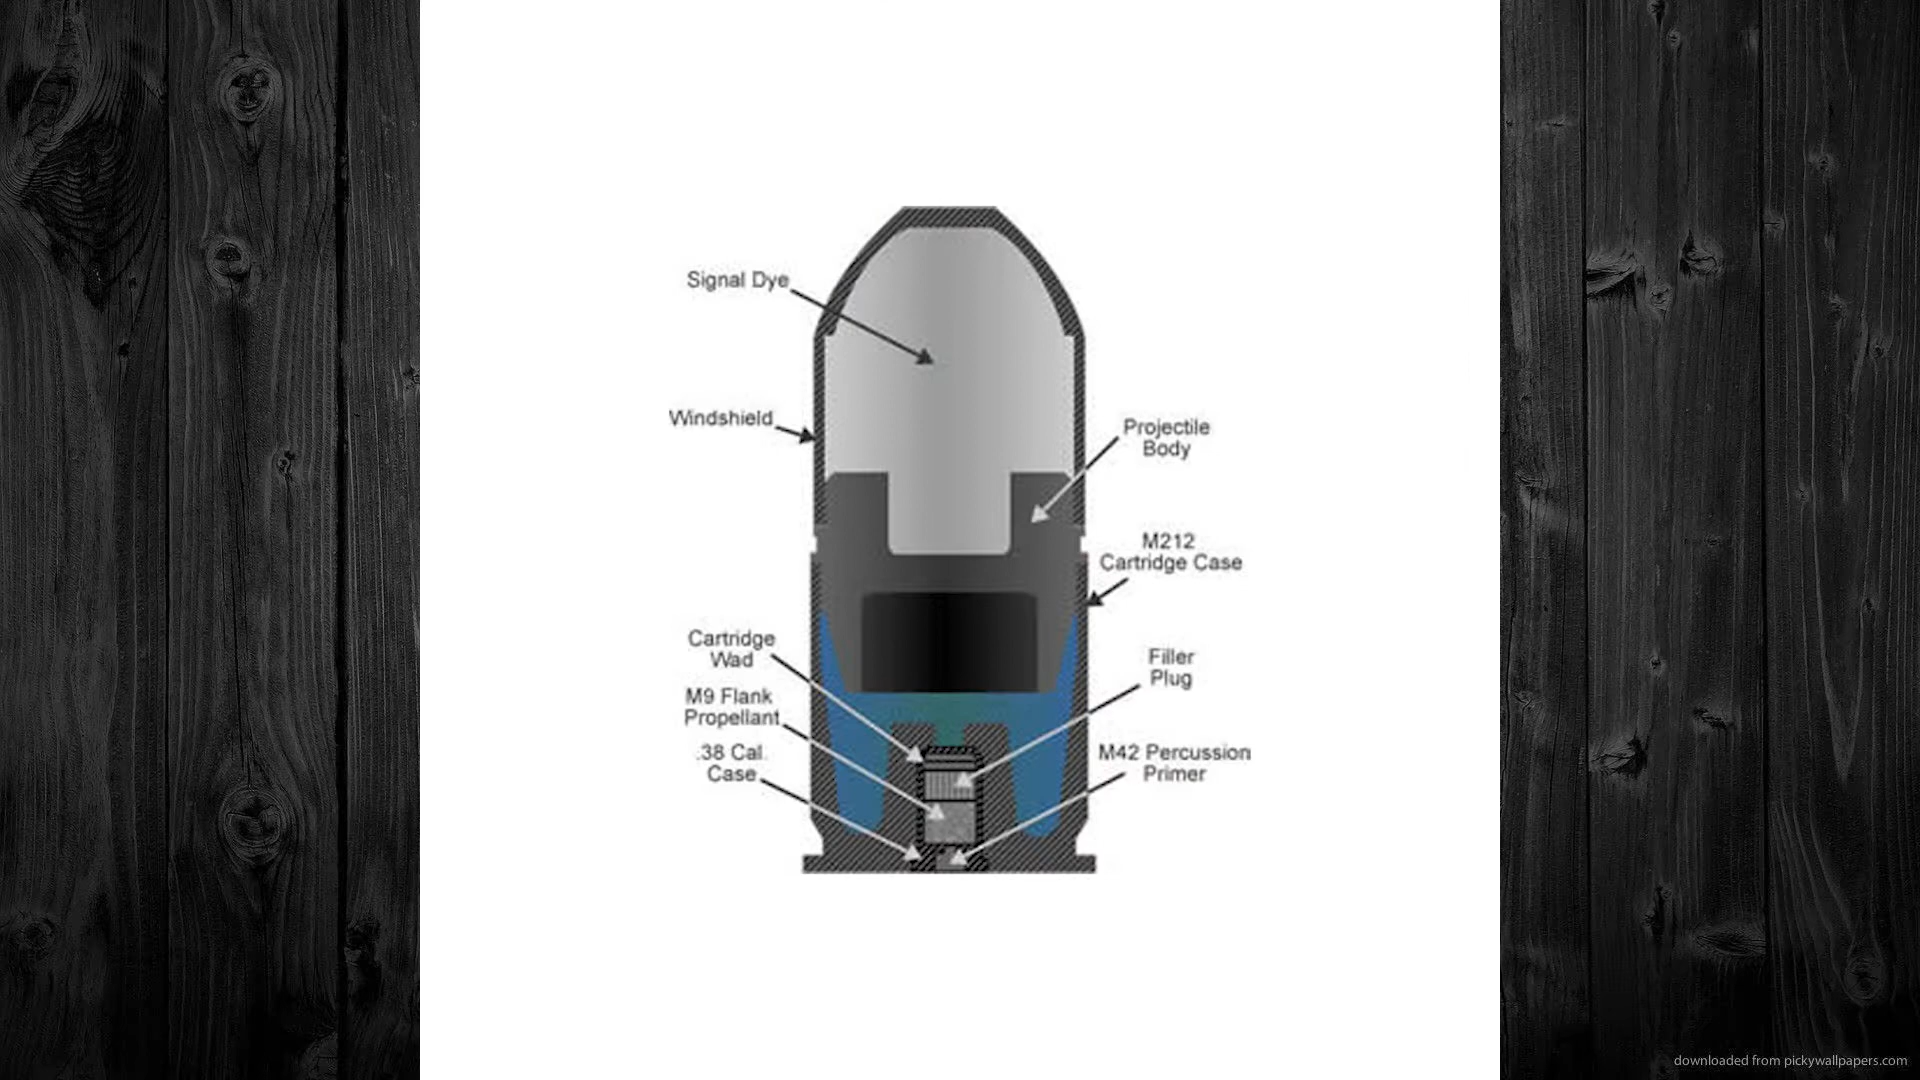 Signal Dye
Windshield
Projectile
Body
M212
Cartridge Case
Cartridge
Wad
Filler
Plug
M9 Flank
Propellant
.38 Cal.
Case
M42 Percussion
Primer
downloaded from pickywallpapers.com